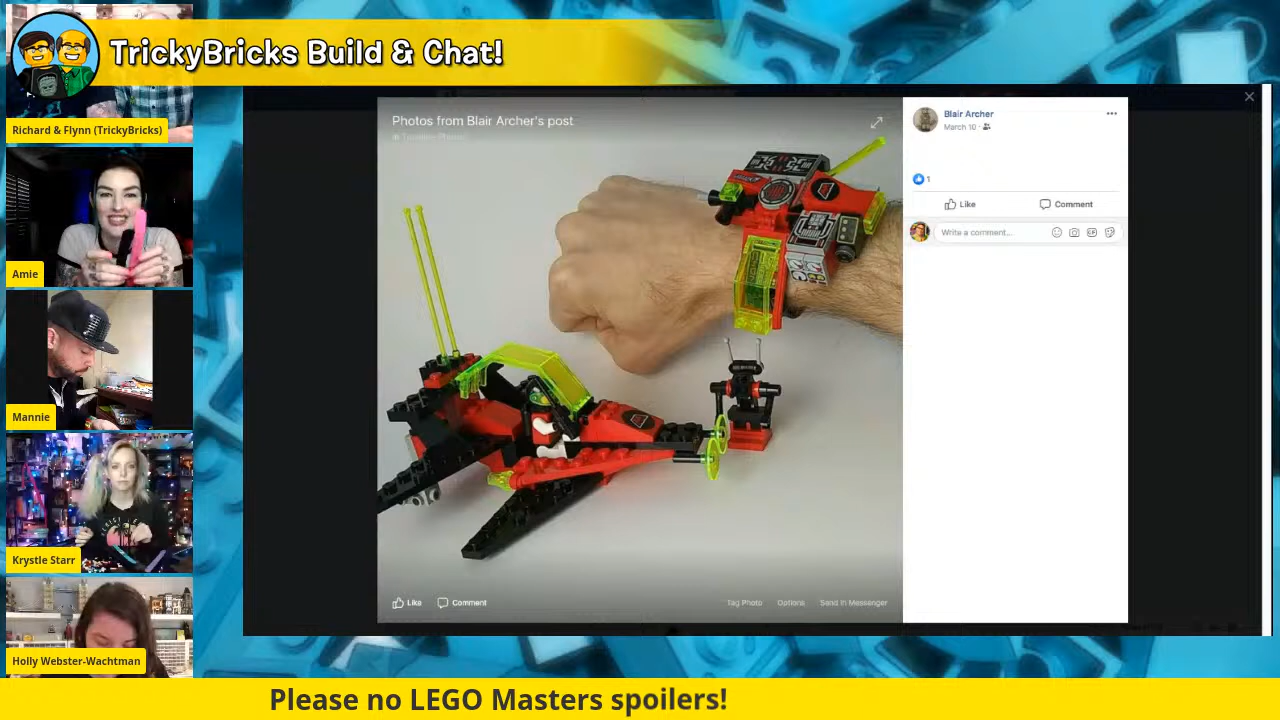 TrickyBricks Build & Chat!
Richard & Flynn (TrickyBricks)
Amie
Mannie
Krystle Starr
Holly Webster-Wachtman
Photos from Blair Archer's post
Blair Archer
March 10
1
Like
Comment
Write a comment...
Like
Comment
Tag Photo
Options
Send in Messenger
Please no LEGO Masters spoilers!